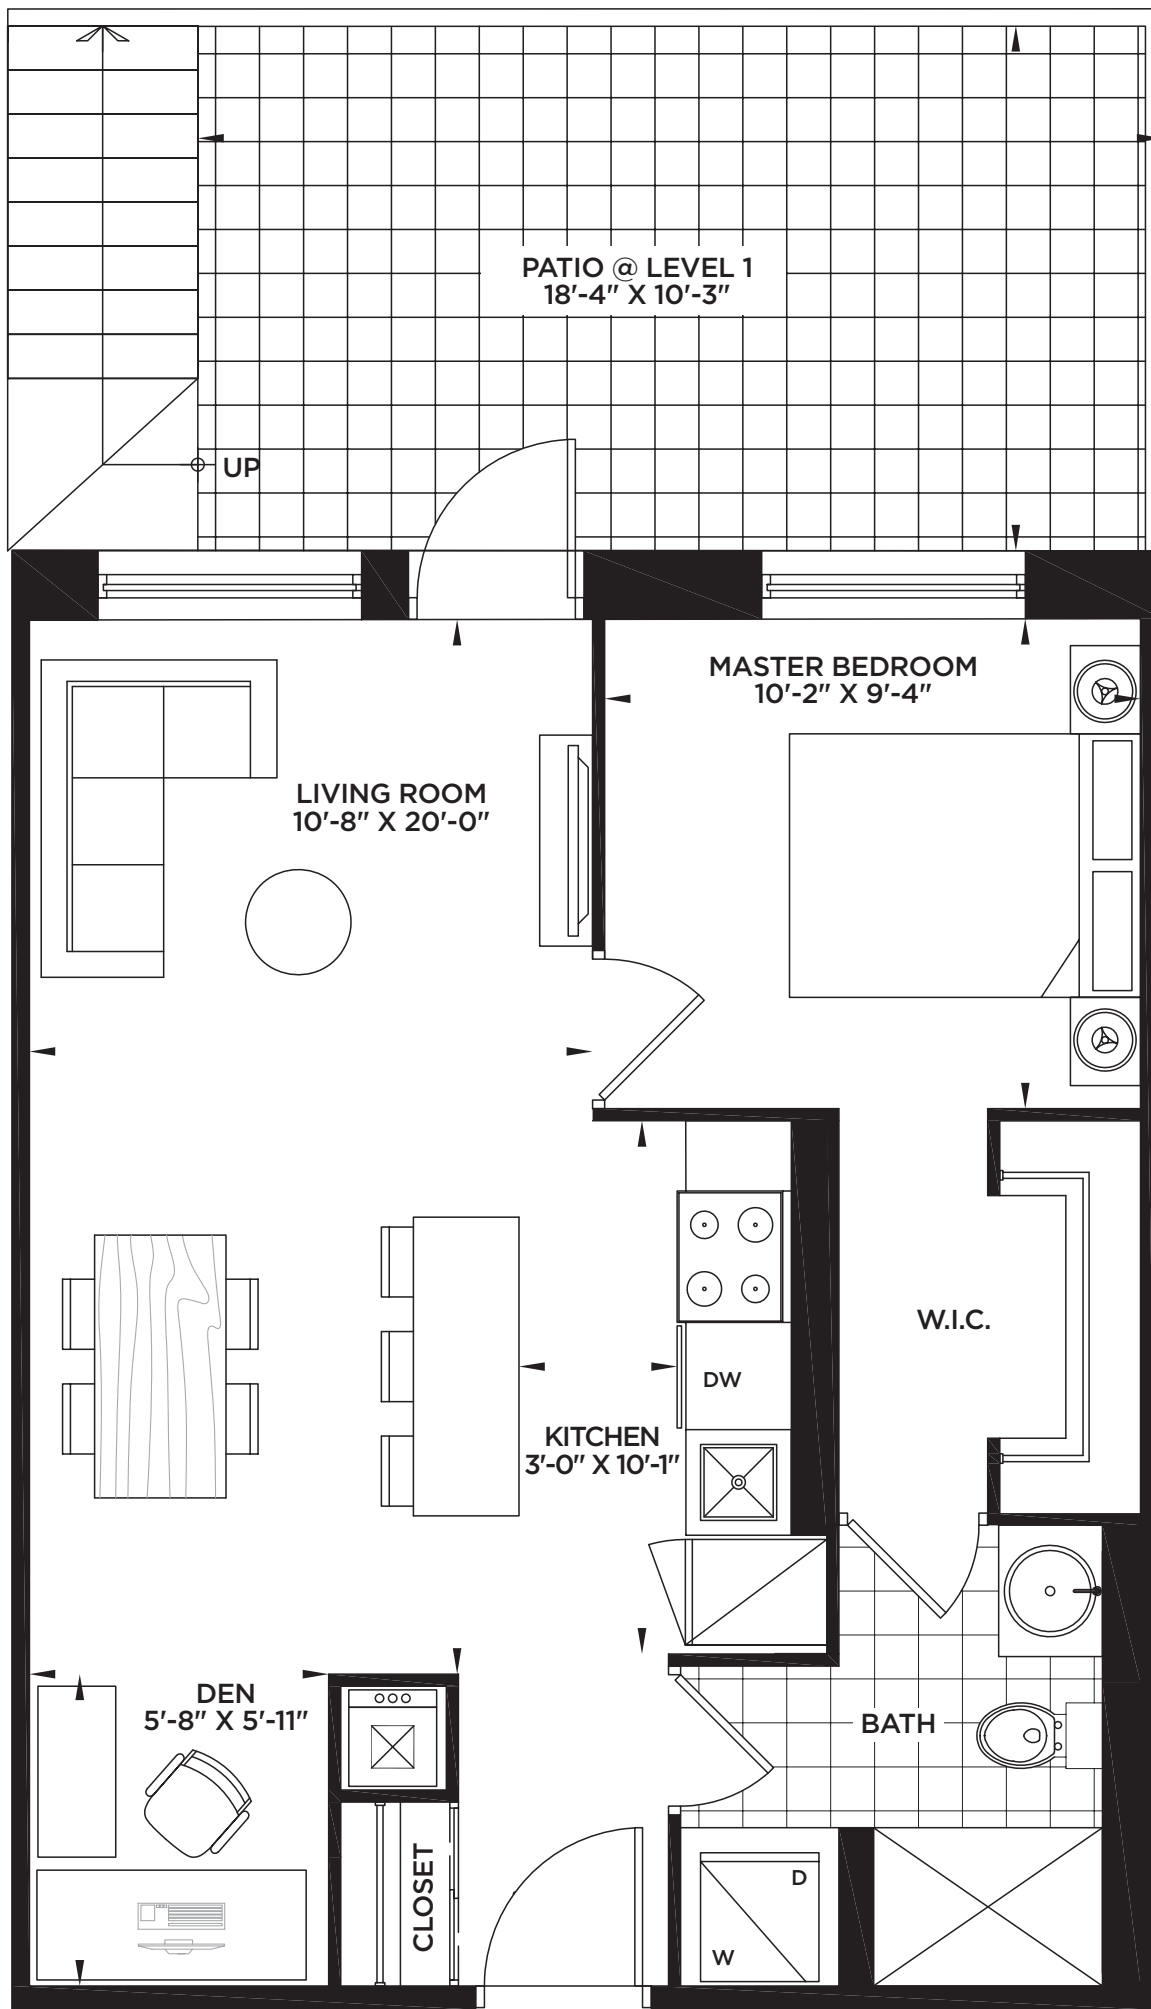 PATIO @ LEVEL 1
18'-4" X 10'-3"
UP
MASTER BEDROOM
10'-2" X 9'-4"
LIVING ROOM
10'-8" X 20'-0"
W.I.C.
DW
KITCHEN
3'-0" X 10'-1"
DEN
5'-8" X 5'-11"
BATH
CLOSET
D
W